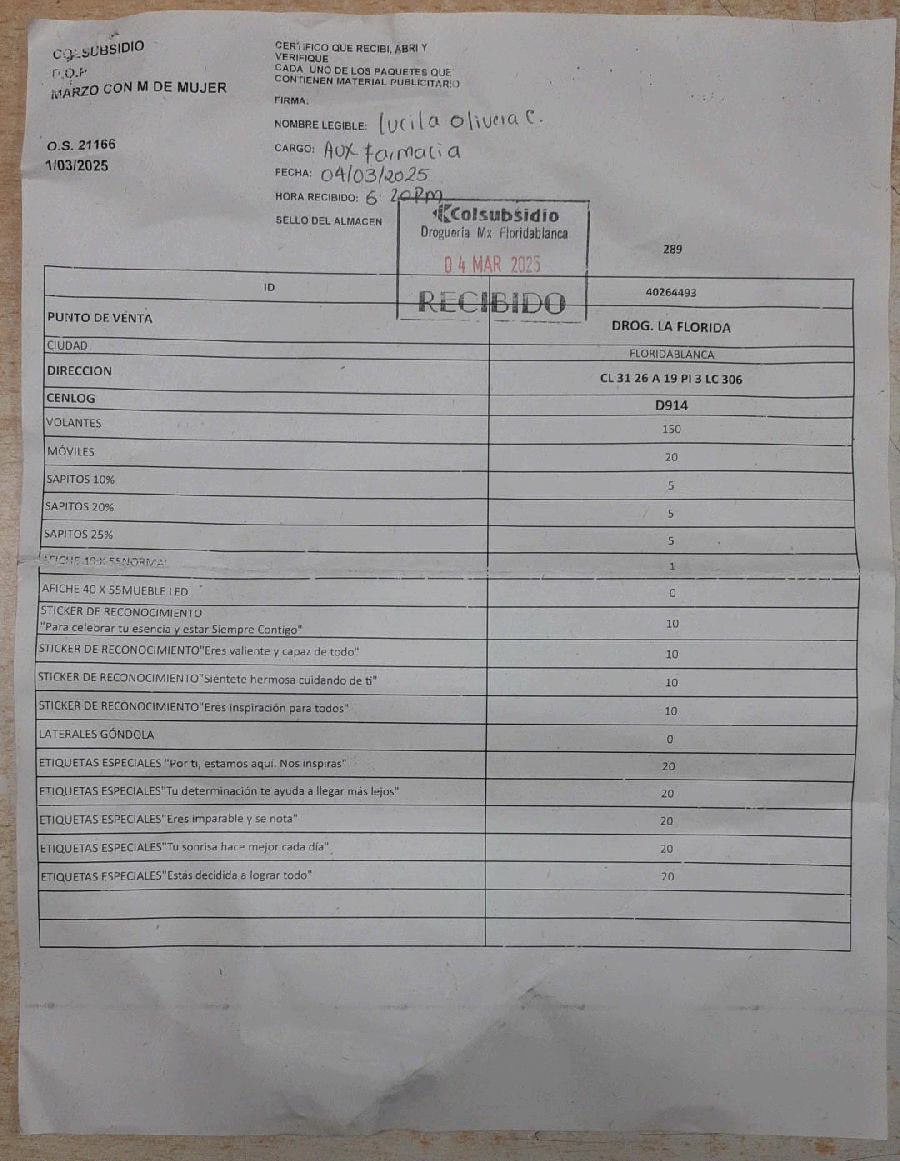 COLSUBSIDIO
P.O.P
MARZO CON M DE MUJER
O.S. 21166
1/03/2025
CERTIFICO QUE RECIBI, ABRI Y
VERIFIQUE
CADA UNO DE LOS PAQUETES QUE
CONTIENEN MATERIAL PUBLICITARIO
FIRMA:
NOMBRE LEGIBLE: Lucila Olivera C.
CARGO: Aux farmacia
FECHA: 04/03/2025
HORA RECIBIDO: 6 20PM
SELLO DEL ALMACEN
Colsubsidio
Drogueria Mx Floridablanca
04 MAR 2025
RECIBIDO
289
ID 40264493
PUNTO DE VENTA DROG. LA FLORIDA
CIUDAD FLORIDABLANCA
DIRECCION CL 31 26 A 19 PI 3 LC 306
CENLOG D914
VOLANTES 150
MÓVILES 20
SAPITOS 10% 5
SAPITOS 20% 5
SAPITOS 25% 5
AFICHE 40 X 55 NORMAL 1
AFICHE 40 X 55 MUEBLE LED 0
STICKER DE RECONOCIMIENTO
"Para celebrar tu esencia y estar Siempre Contigo" 10
STICKER DE RECONOCIMIENTO"Eres valiente y capaz de todo" 10
STICKER DE RECONOCIMIENTO"Siéntete hermosa cuidando de ti" 10
STICKER DE RECONOCIMIENTO"Eres inspiración para todos" 10
LATERALES GÓNDOLA 0
ETIQUETAS ESPECIALES "Por ti, estamos aquí. Nos inspiras" 20
ETIQUETAS ESPECIALES"Tu determinación te ayuda a llegar más lejos" 20
ETIQUETAS ESPECIALES"Eres imparable y se nota" 20
ETIQUETAS ESPECIALES"Tu sonrisa hace mejor cada día" 20
ETIQUETAS ESPECIALES"Estás decidida a lograr todo" 20